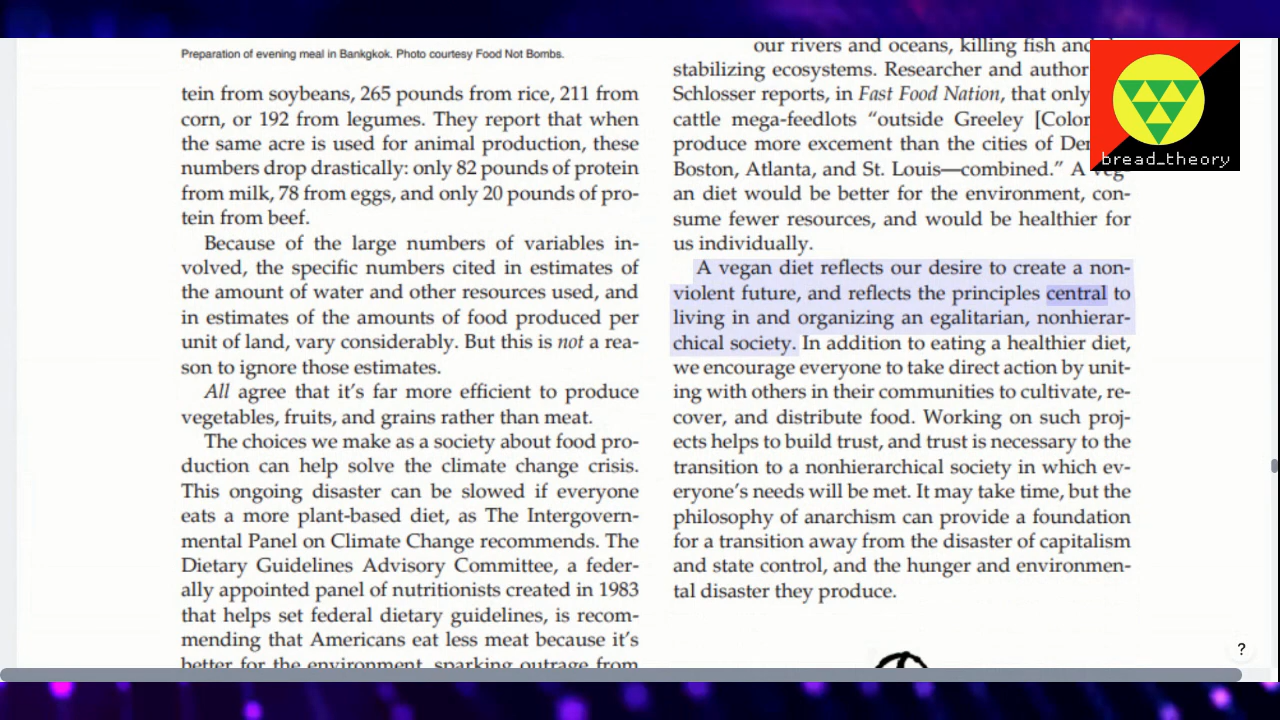 Preparation of evening meal in Bankgkok. Photo courtesy Food Not Bombs.
tein from soybeans, 265 pounds from rice, 211 from
corn, or 192 from legumes. They report that when
the same acre is used for animal production, these
numbers drop drastically: only 82 pounds of protein
from milk, 78 from eggs, and only 20 pounds of pro-
tein from beef.
Because of the large numbers of variables in-
volved, the specific numbers cited in estimates of
the amount of water and other resources used, and
in estimates of the amounts of food produced per
unit of land, vary considerably. But this is not a rea-
son to ignore those estimates.
All agree that it's far more efficient to produce
vegetables, fruits, and grains rather than meat.
The choices we make as a society about food pro-
duction can help solve the climate change crisis.
This ongoing disaster can be slowed if everyone
eats a more plant-based diet, as The Intergovern-
mental Panel on Climate Change recommends. The
Dietary Guidelines Advisory Committee, a feder-
ally appointed panel of nutritionists created in 1983
that helps set federal dietary guidelines, is recom-
mending that Americans eat less meat because it's
better for the environment, sparking outrage from
our rivers and oceans, killing fish and
stabilizing ecosystems. Researcher and author
Schlosser reports, in Fast Food Nation, that only
cattle mega-feedlots "outside Greeley [Color
produce more excement than the cities of Den
Boston, Atlanta, and St. Louis—combined." A veg-
an diet would be better for the environment, con-
sume fewer resources, and would be healthier for
us individually.
A vegan diet reflects our desire to create a non-
violent future, and reflects the principles central to
living in and organizing an egalitarian, nonhierar-
chical society. In addition to eating a healthier diet,
we encourage everyone to take direct action by unit-
ing with others in their communities to cultivate, re-
cover, and distribute food. Working on such proj-
ects helps to build trust, and trust is necessary to the
transition to a nonhierarchical society in which ev-
eryone's needs will be met. It may take time, but the
philosophy of anarchism can provide a foundation
for a transition away from the disaster of capitalism
and state control, and the hunger and environmen-
tal disaster they produce.
bread_theory
?